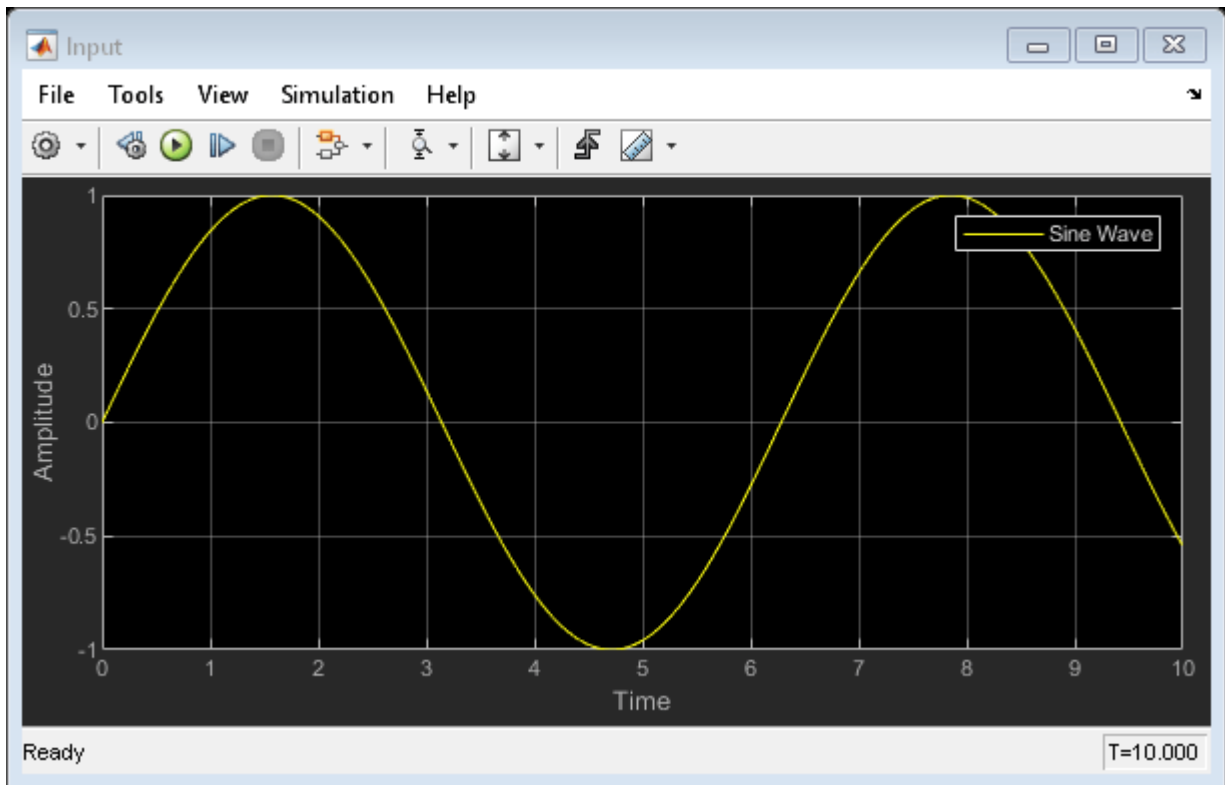 Input
File Tools View Simulation Help
1
0.5
0
-0.5
-1
Amplitude
Sine Wave
0 1 2 3 4 5 6 7 8 9 10
Time
Ready T=10.000